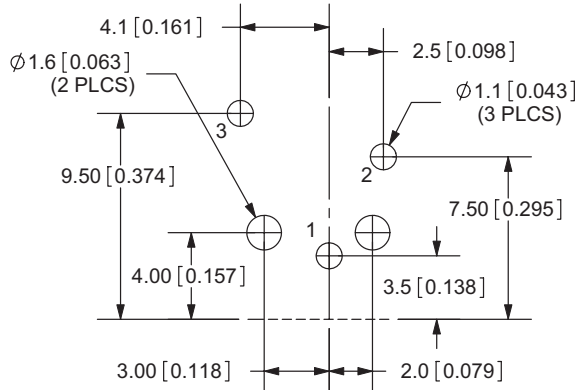 4.1 [0.161]
2.5 [0.098]
Ø1.6 [0.063]
(2 PLCS)
Ø1.1 [0.043]
(3 PLCS)
3
2
9.50 [0.374]
7.50 [0.295]
1
4.00 [0.157]
3.5 [0.138]
3.00 [0.118]
2.0 [0.079]